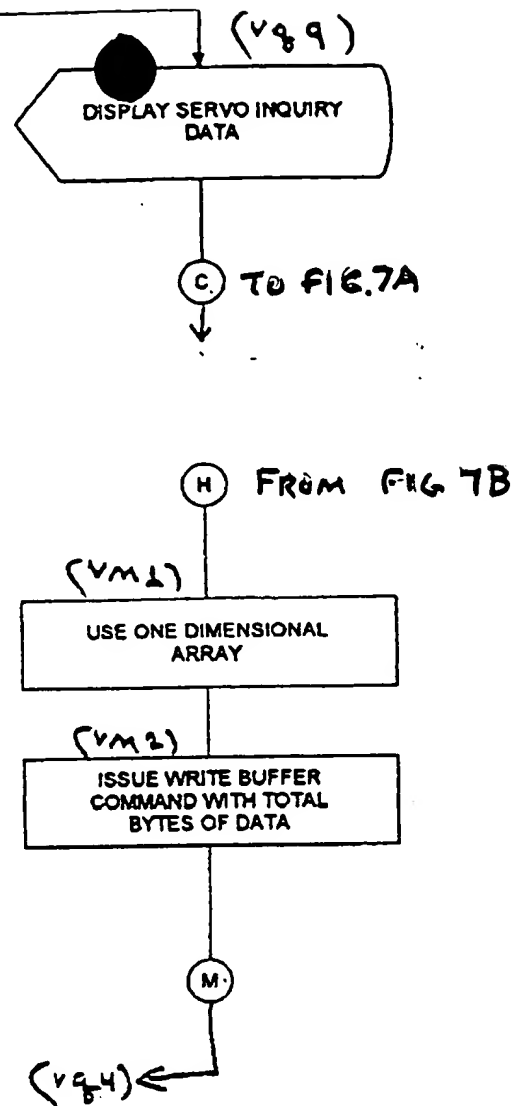 (vq9)
DISPLAY SERVO INQUIRY
DATA
C. TO FIG.7A
H FROM FIG 7B
(vm1)
USE ONE DIMENSIONAL
ARRAY
(vm2)
ISSUE WRITE BUFFER
COMMAND WITH TOTAL
BYTES OF DATA
M
(vq4)